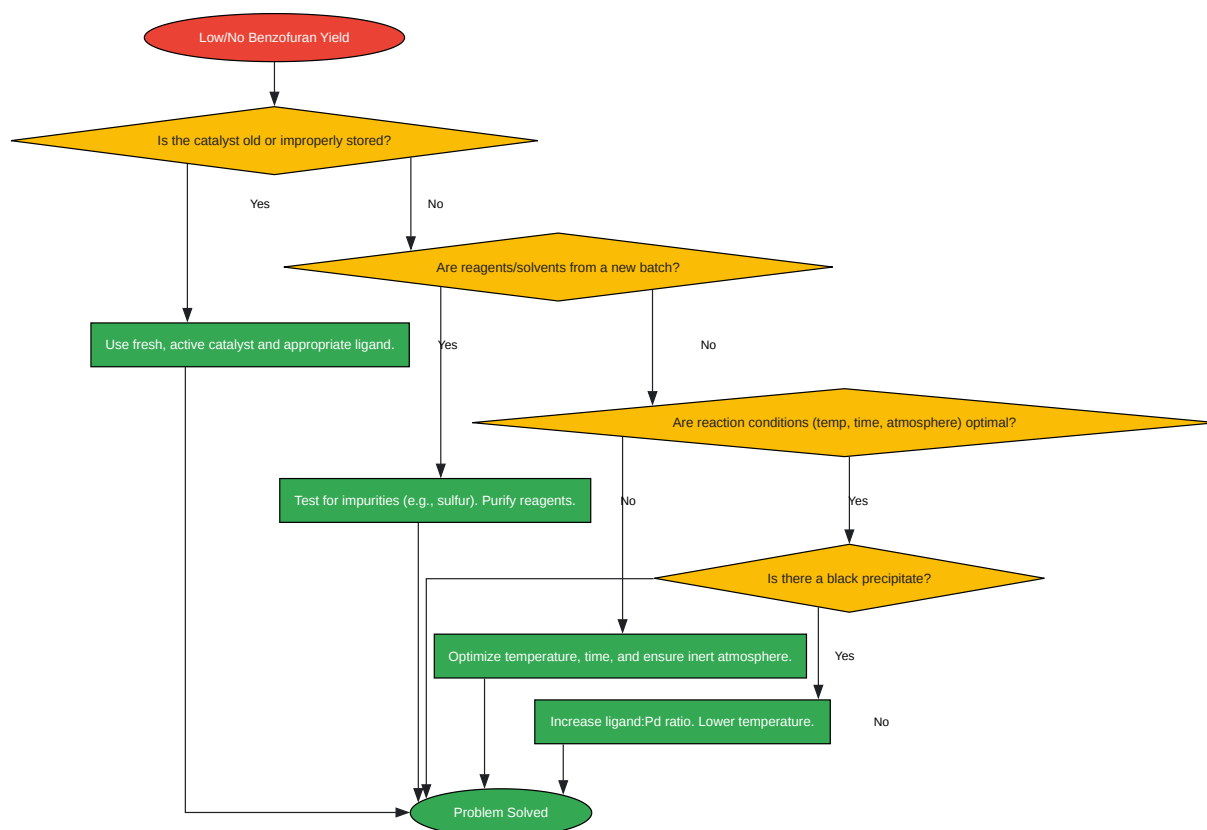 Low/No Benzofuran Yield
Is the catalyst old or improperly stored?
Yes
No
Are reagents/solvents from a new batch?
Use fresh, active catalyst and appropriate ligand.
Yes
No
Are reaction conditions (temp, time, atmosphere) optimal?
Test for impurities (e.g., sulfur). Purify reagents.
No
Yes
Is there a black precipitate?
Optimize temperature, time, and ensure inert atmosphere.
Yes
Increase ligand:Pd ratio. Lower temperature.
No
Problem Solved